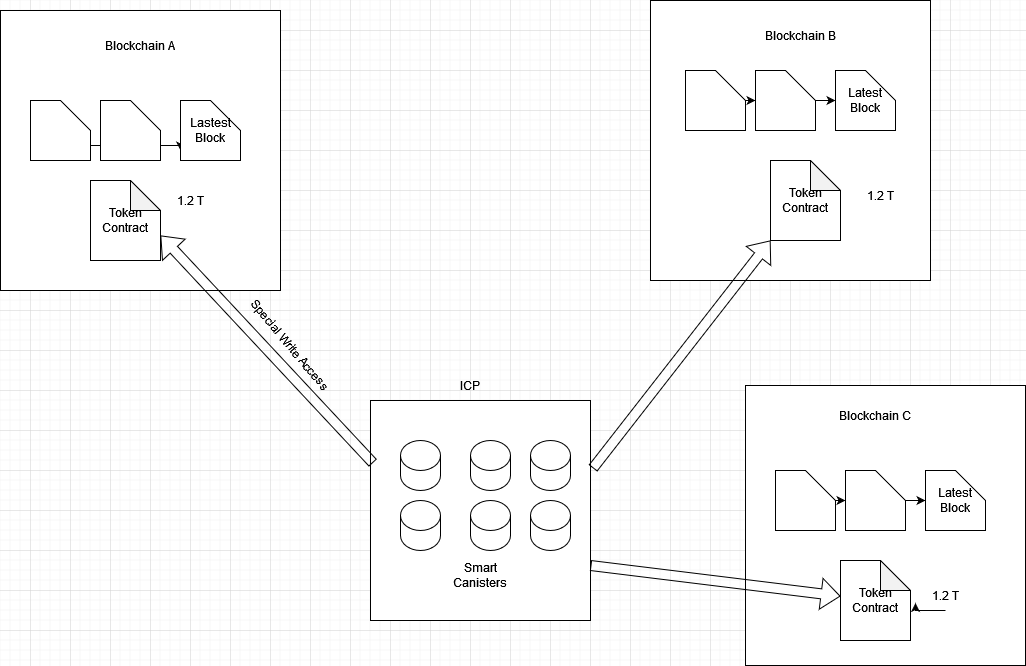 Blockchain A
Lastest
Block
Token
Contract
1.2 T
Special Write Access
Blockchain B
Latest
Block
Token
Contract
1.2 T
ICP
Smart
Canisters
Blockchain C
Latest
Block
Token
Contract
1.2 T